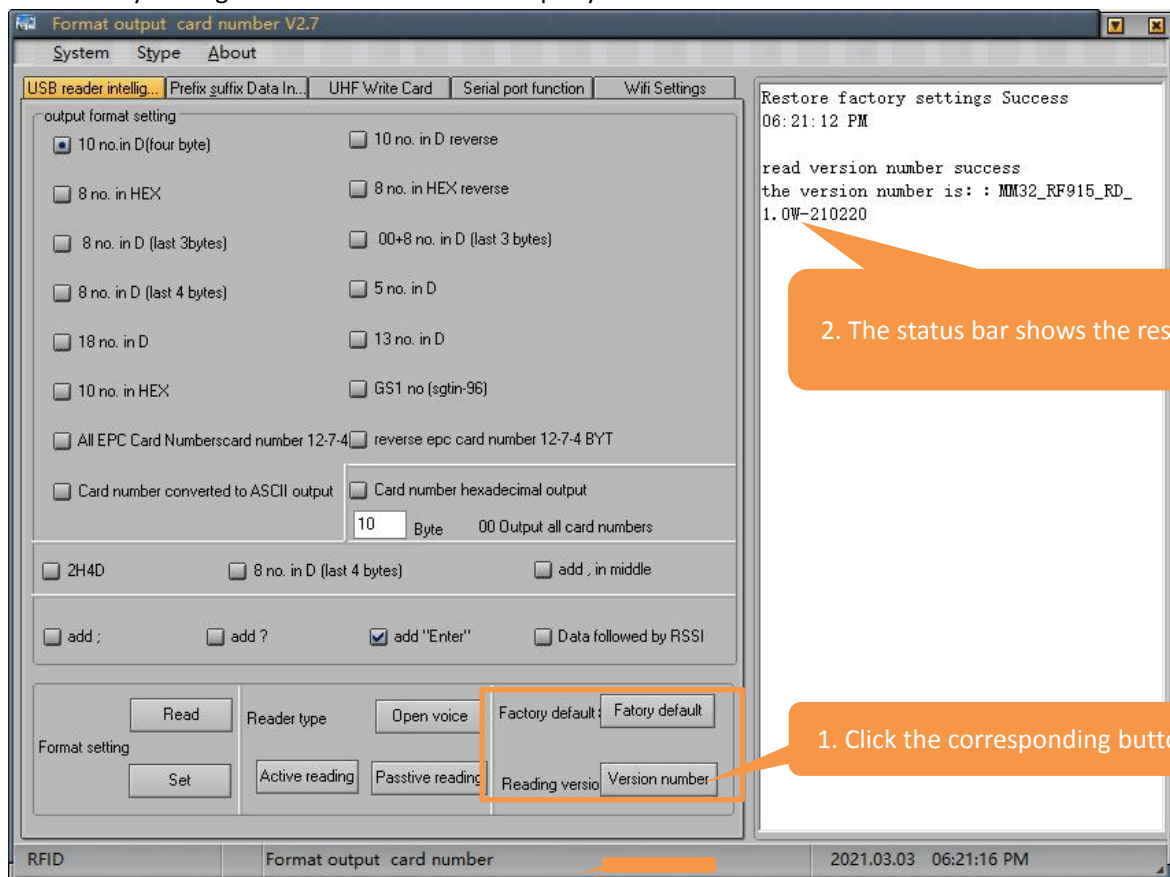 Format output card number V2.7
System Stype About
USB reader intellig... Prefix suffix Data In... UHF Write Card Serial port function Wifi Settings
output format setting
10 no.in D(four byte) 10 no. in D reverse
8 no. in HEX 8 no. in HEX reverse
8 no. in D (last 3bytes) 00+8 no. in D (last 3 bytes)
8 no. in D (last 4 bytes) 5 no. in D
18 no. in D 13 no. in D
10 no. in HEX GS1 no (sgtin-96)
All EPC Card Numberscard number 12-7-4 reverse epc card number 12-7-4 BYT
Card number converted to ASCII output Card number hexadecimal output
10 Byte 00 Output all card numbers
2H4D 8 no. in D (last 4 bytes) add , in middle
add ; add ? add "Enter" Data followed by RSSI
Format setting
Read
Set
Reader type Open voice
Active reading Passtive reading
Factory default: Fatory default
Reading versio Version number
Restore factory settings Success
06:21:12 PM
read version number success
the version number is: : MM32_RF915_RD_
1.0W-210220
2. The status bar shows the res
1. Click the corresponding butto
RFID Format output card number 2021.03.03 06:21:16 PM